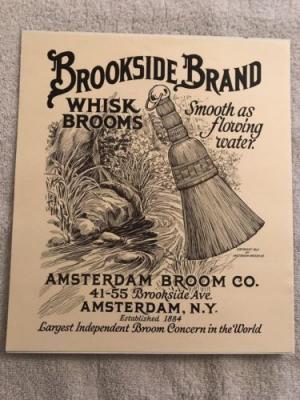 BROOKSIDE BRAND
WHISK
BROOMS
Smooth as
flowing
water.
AMSTERDAM BROOM CO.
41-55 Brookside Ave.
AMSTERDAM, N.Y.
Established 1884
Largest Independent Broom Concern in the World